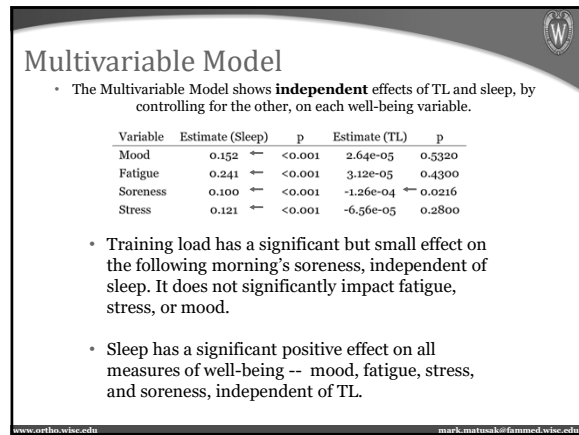 W
Multivariable Model
• The Multivariable Model shows independent effects of TL and sleep, by
controlling for the other, on each well-being variable.
Variable Estimate (Sleep) p Estimate (TL) p
Mood 0.152 ← <0.001 2.64e-05 0.5320
Fatigue 0.241 ← <0.001 3.12e-05 0.4300
Soreness 0.100 ← <0.001 -1.26e-04 ← 0.0216
Stress 0.121 ← <0.001 -6.56e-05 0.2800
• Training load has a significant but small effect on
the following morning's soreness, independent of
sleep. It does not significantly impact fatigue,
stress, or mood.
• Sleep has a significant positive effect on all
measures of well-being -- mood, fatigue, stress,
and soreness, independent of TL.
www.ortho.wisc.edu mark.matusak@fammed.wisc.edu